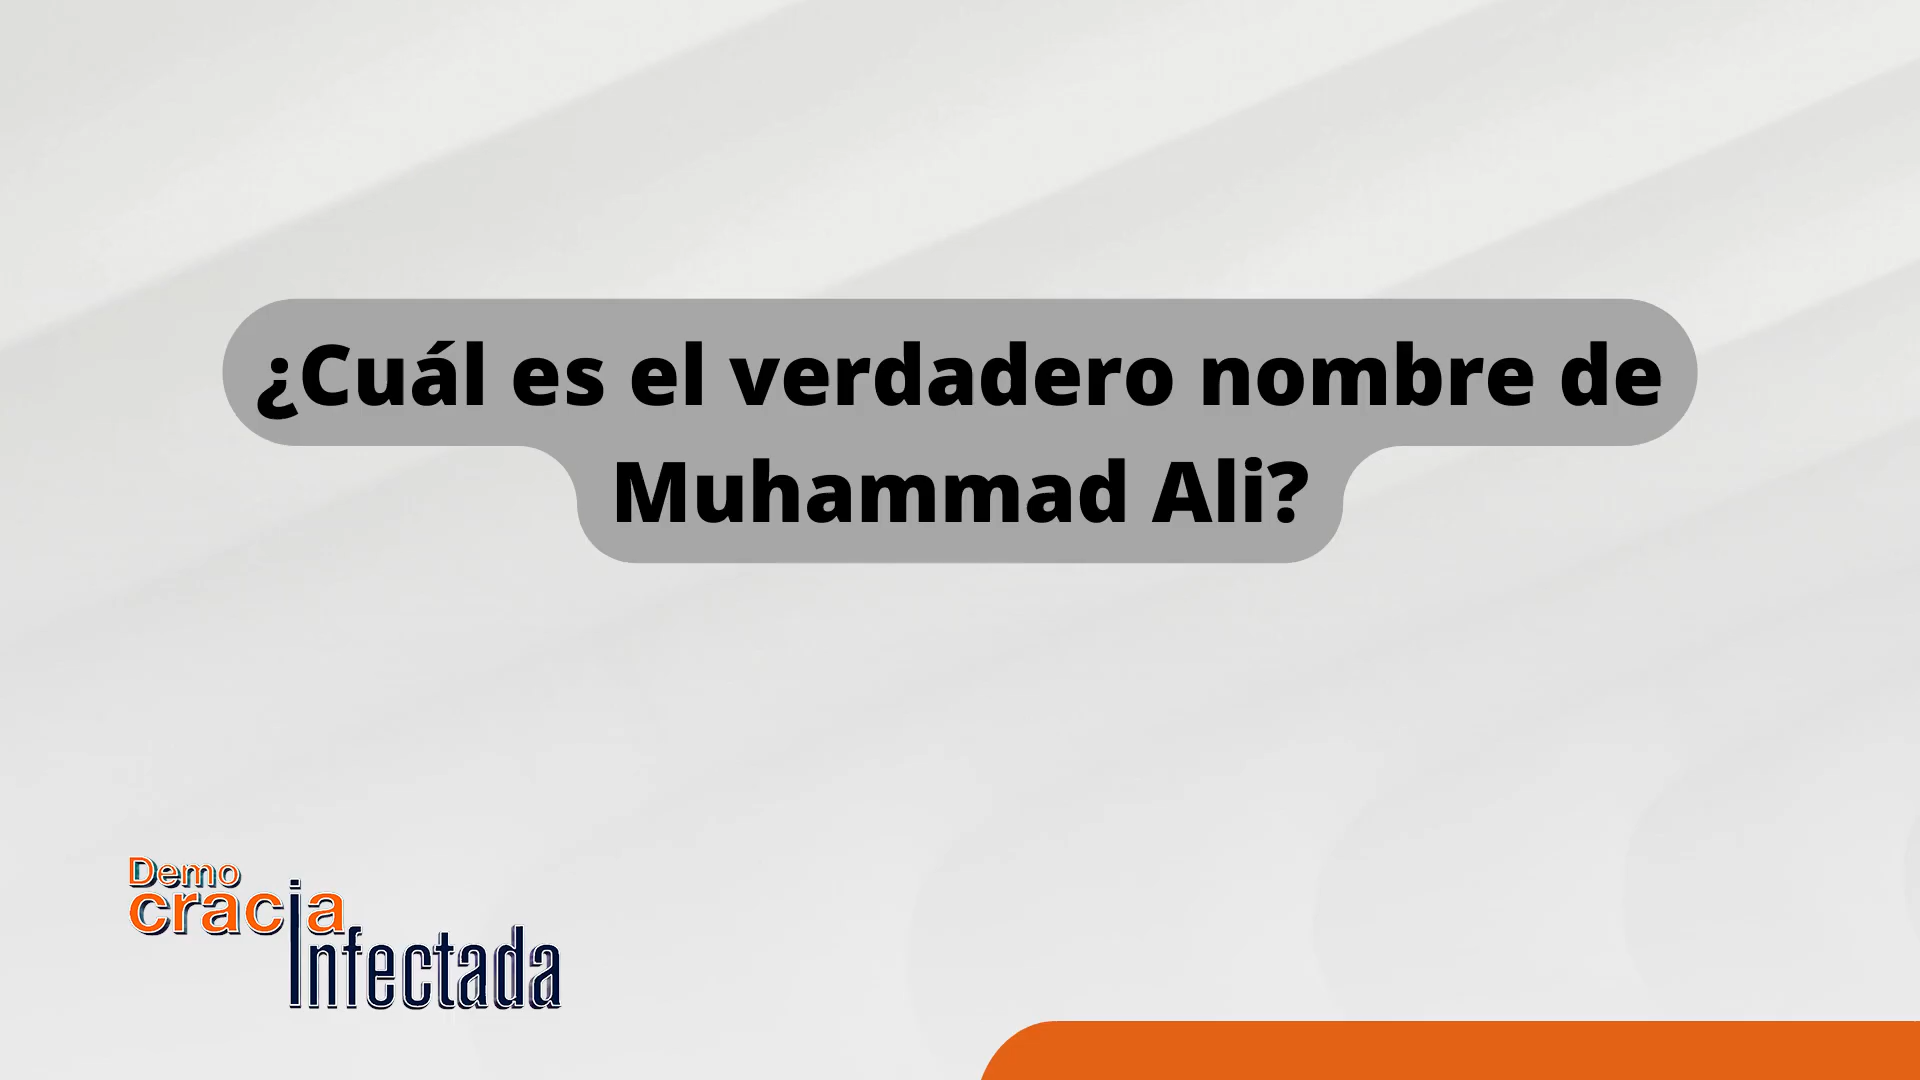 ¿Cuál es el verdadero nombre de
Muhammad Ali?
Demo
cracia
Infectada